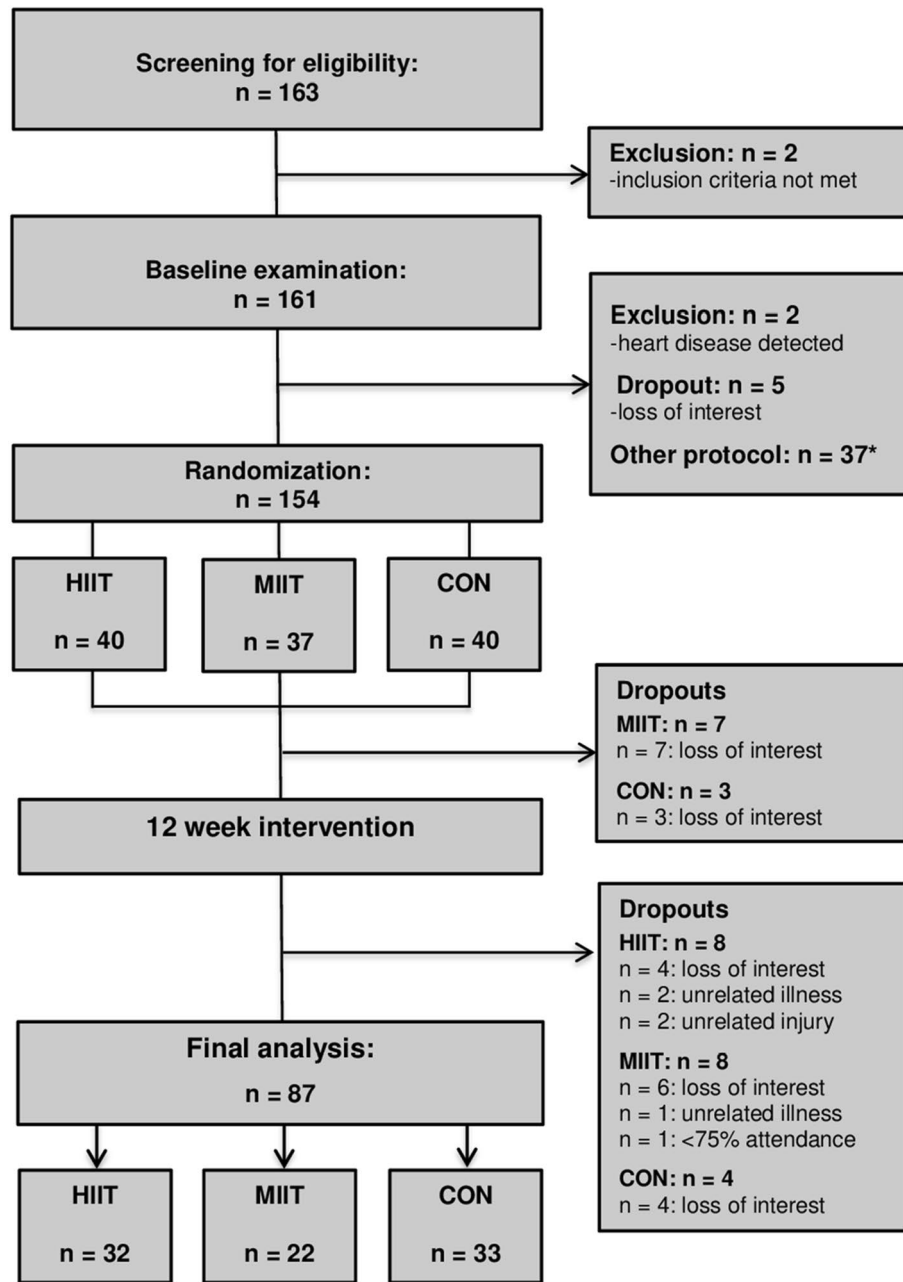 Screening for eligibility:
n = 163
Exclusion: n = 2
-inclusion criteria not met
Baseline examination:
n = 161
Exclusion: n = 2
-heart disease detected
Dropout: n = 5
-loss of interest
Other protocol: n = 37*
Randomization:
n = 154
HIIT
n = 40
MIIT
n = 37
CON
n = 40
Dropouts
MIIT: n = 7
n = 7: loss of interest
CON: n = 3
n = 3: loss of interest
12 week intervention
Dropouts
HIIT: n = 8
n = 4: loss of interest
n = 2: unrelated illness
n = 2: unrelated injury
MIIT: n = 8
n = 6: loss of interest
n = 1: unrelated illness
n = 1: <75% attendance
CON: n = 4
n = 4: loss of interest
Final analysis:
n = 87
HIIT
n = 32
MIIT
n = 22
CON
n = 33